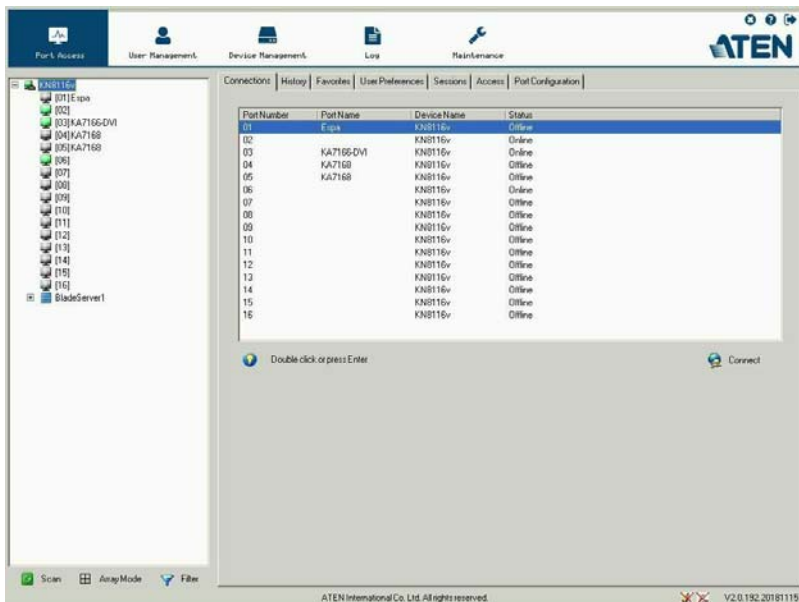 Port Access
User Management
Device Management
Log
Maintenance
ATEN
KN8116v
[01]Espa
[02]
[03]KA7166-DVI
[04]KA7168
[05]KA7168
[06]
[07]
[08]
[09]
[10]
[11]
[12]
[13]
[14]
[15]
[16]
BladeServer1
Scan
Array Mode
Filter
Connections History Favorites User Preferences Sessions Access Port Configuration
Port Number Port Name Device Name Status
01 Espa KN8116v Offline
02 KN8116v Online
03 KA7166-DVI KN8116v Online
04 KA7168 KN8116v Offline
05 KA7168 KN8116v Offline
06 KN8116v Online
07 KN8116v Offline
08 KN8116v Offline
09 KN8116v Offline
10 KN8116v Offline
11 KN8116v Offline
12 KN8116v Offline
13 KN8116v Offline
14 KN8116v Offline
15 KN8116v Offline
16 KN8116v Offline
Double click or press Enter
Connect
ATEN International Co. Ltd. All rights reserved.
V2.0.192.20181115